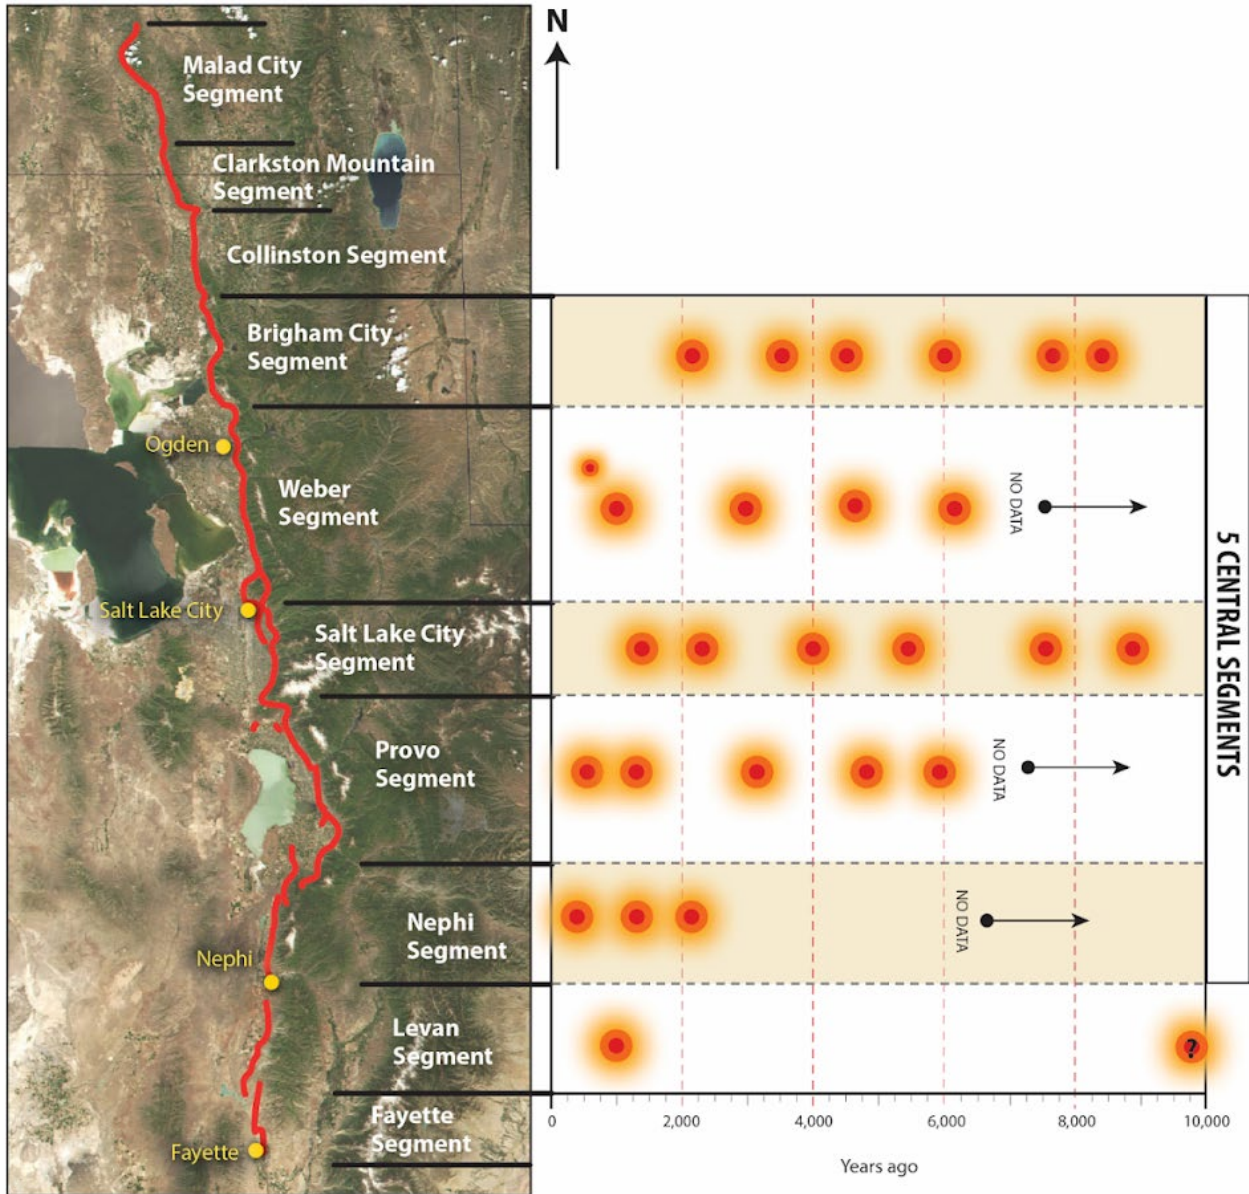 N
Malad City
Segment
Clarkston Mountain
Segment
Collinston Segment
Brigham City
Segment
Ogden
Weber
Segment
NO DATA
Salt Lake City
Salt Lake City
Segment
Provo
Segment
NO DATA
5 CENTRAL SEGMENTS
Nephi
Segment
NO DATA
Nephi
Levan
Segment
?
Fayette
Segment
Fayette
0
2,000
4,000
6,000
8,000
10,000
Years ago